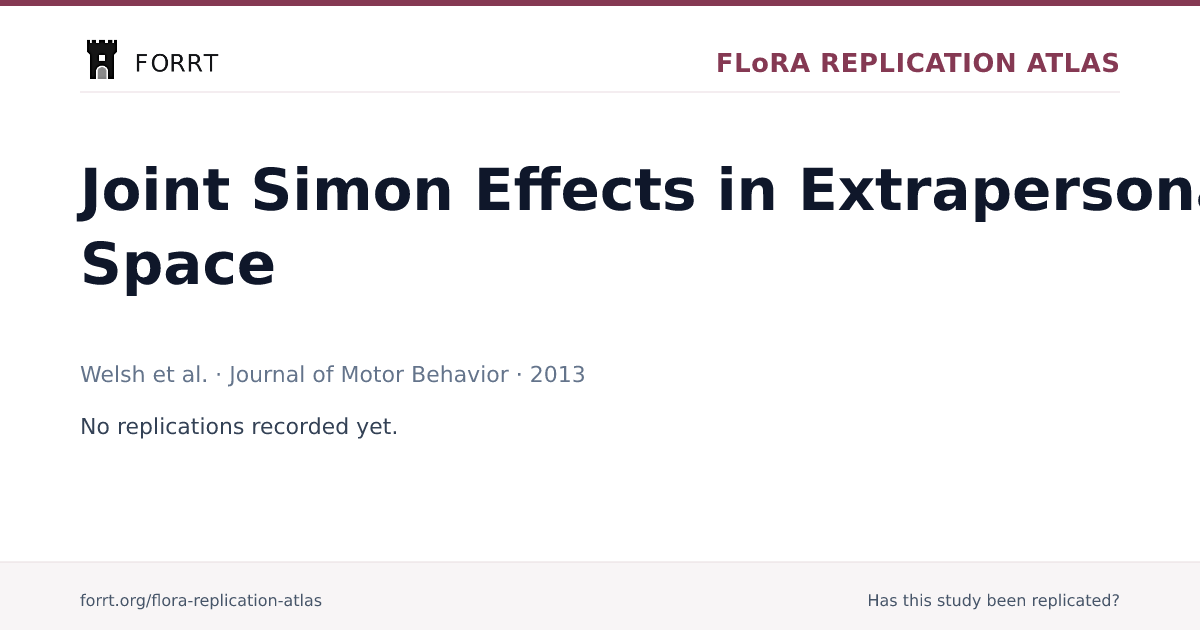 FORRT
FLoRA REPLICATION ATLAS
Joint Simon Effects in Extrapersona
Space
Welsh et al. · Journal of Motor Behavior · 2013
No replications recorded yet.
forrt.org/flora-replication-atlas
Has this study been replicated?